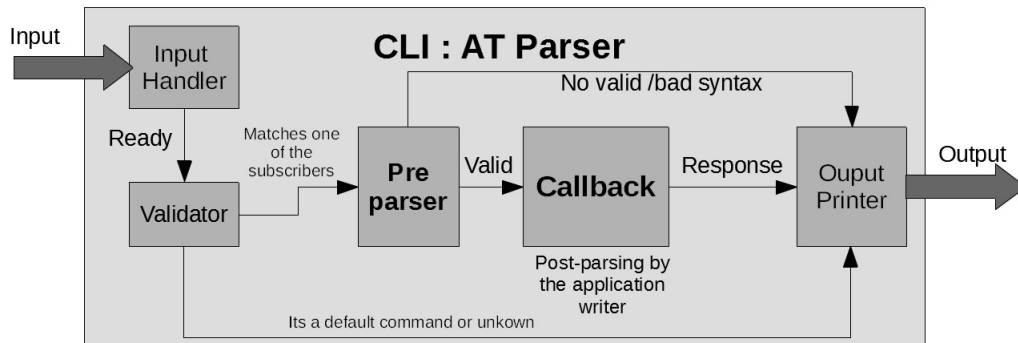 Input
CLI : AT Parser
Input
Handler
No valid /bad syntax
Ready
Matches one
of the
subscribers
Validator
Pre
parser
Valid
Callback
Response
Ouput
Printer
Output
Post-parsing by
the application
writer
Its a default command or unkown